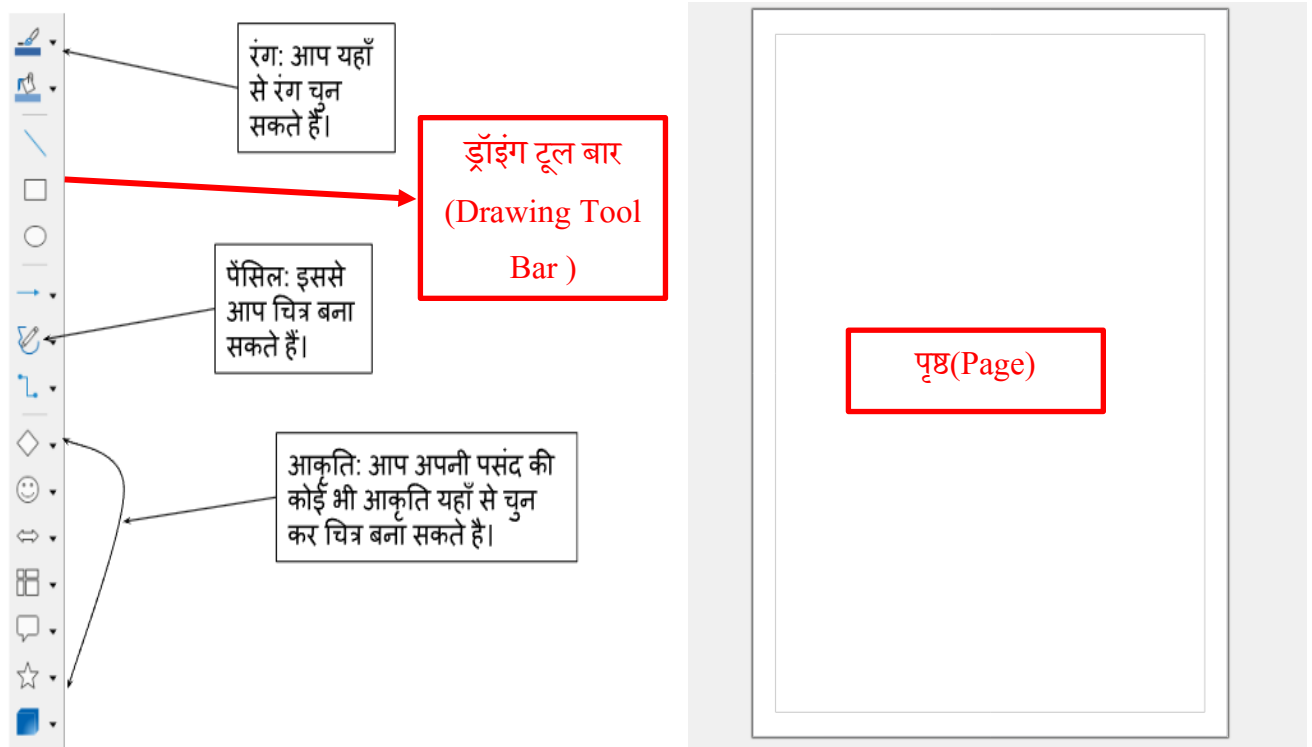 रंग: आप यहाँ
से रंग चुन
सकते हैं।
ड्रॉइंग टूल बार
(Drawing Tool
Bar )
पेंसिल: इससे
आप चित्र बना
सकते हैं।
आकृति: आप अपनी पसंद की
कोई भी आकृति यहाँ से चुन
कर चित्र बना सकते है।
पृष्ठ(Page)